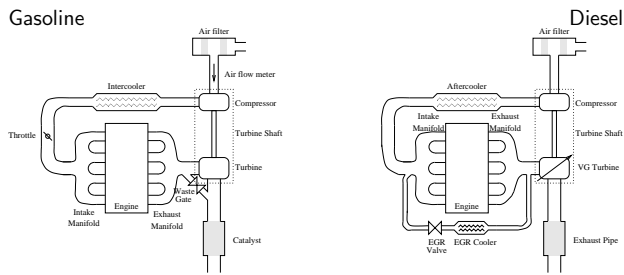 Gasoline
Air filter
Air flow meter
Intercooler
Compressor
Throttle
Turbine Shaft
Turbine
Waste
Gate
Intake
Manifold
Engine
Exhaust
Manifold
Catalyst
Diesel
Air filter
Aftercooler
Compressor
Intake
Manifold
Exhaust
Manifold
Turbine Shaft
VG Turbine
Engine
EGR
Valve
EGR Cooler
Exhaust Pipe